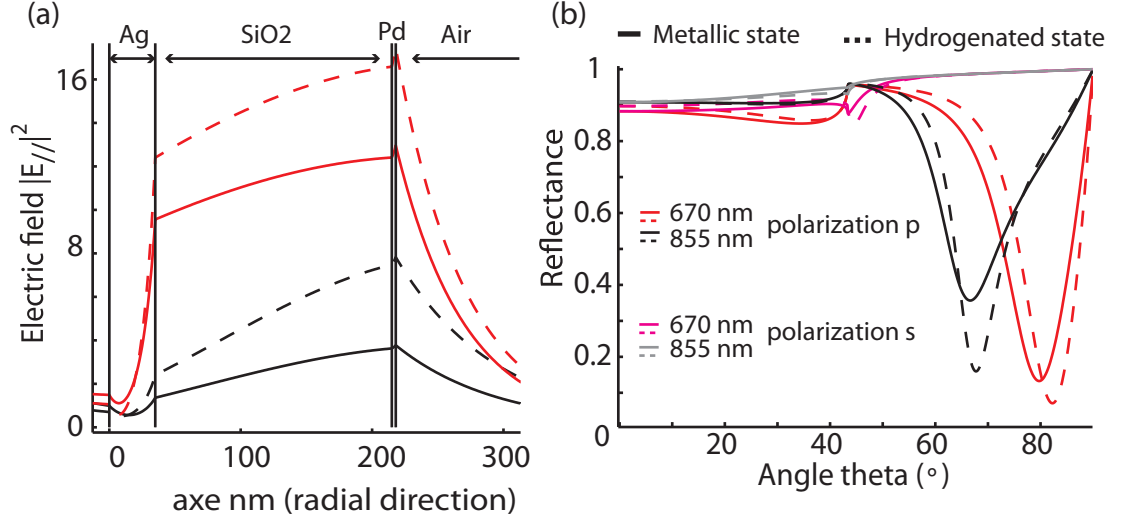 (a)
Ag SiO2 Pd Air
16
8
0
Electric field |E//|²
0 100 200 300
axe nm (radial direction)
(b)
Metallic state Hydrogenated state
1
0.8
0.6
0.4
0.2
0
Reflectance
670 nm
855 nm
polarization p
670 nm
855 nm
polarization s
20 40 60 80
Angle theta (°)